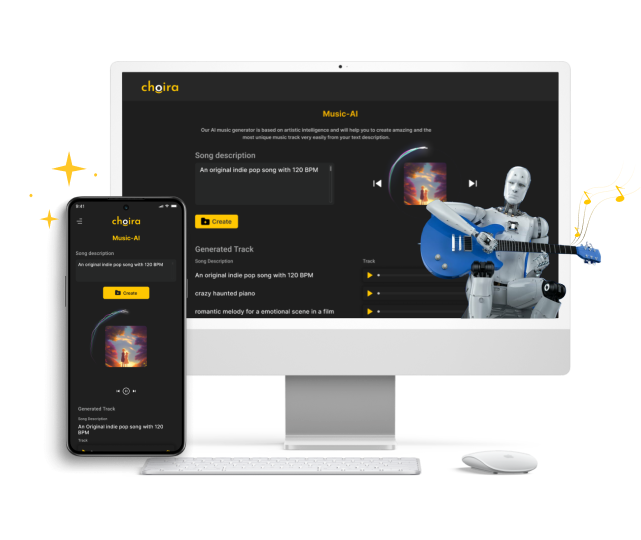 choira
Music-AI
Our AI music generator is based on artistic intelligence and will help you to create amazing and the
most unique music track very easily from your text description.
Song description
An original indie pop song with 120 BPM
Create
Generated Track
Song Description
Track
An original indie pop song with 120 BPM
crazy haunted piano
romantic melody for a emotional scene in a film
9:41
choira
Music-AI
Song description
An original indie pop song with 120 BPM
Create
Generated Track
Song Description
An Original indie pop song with 120
BPM
Track